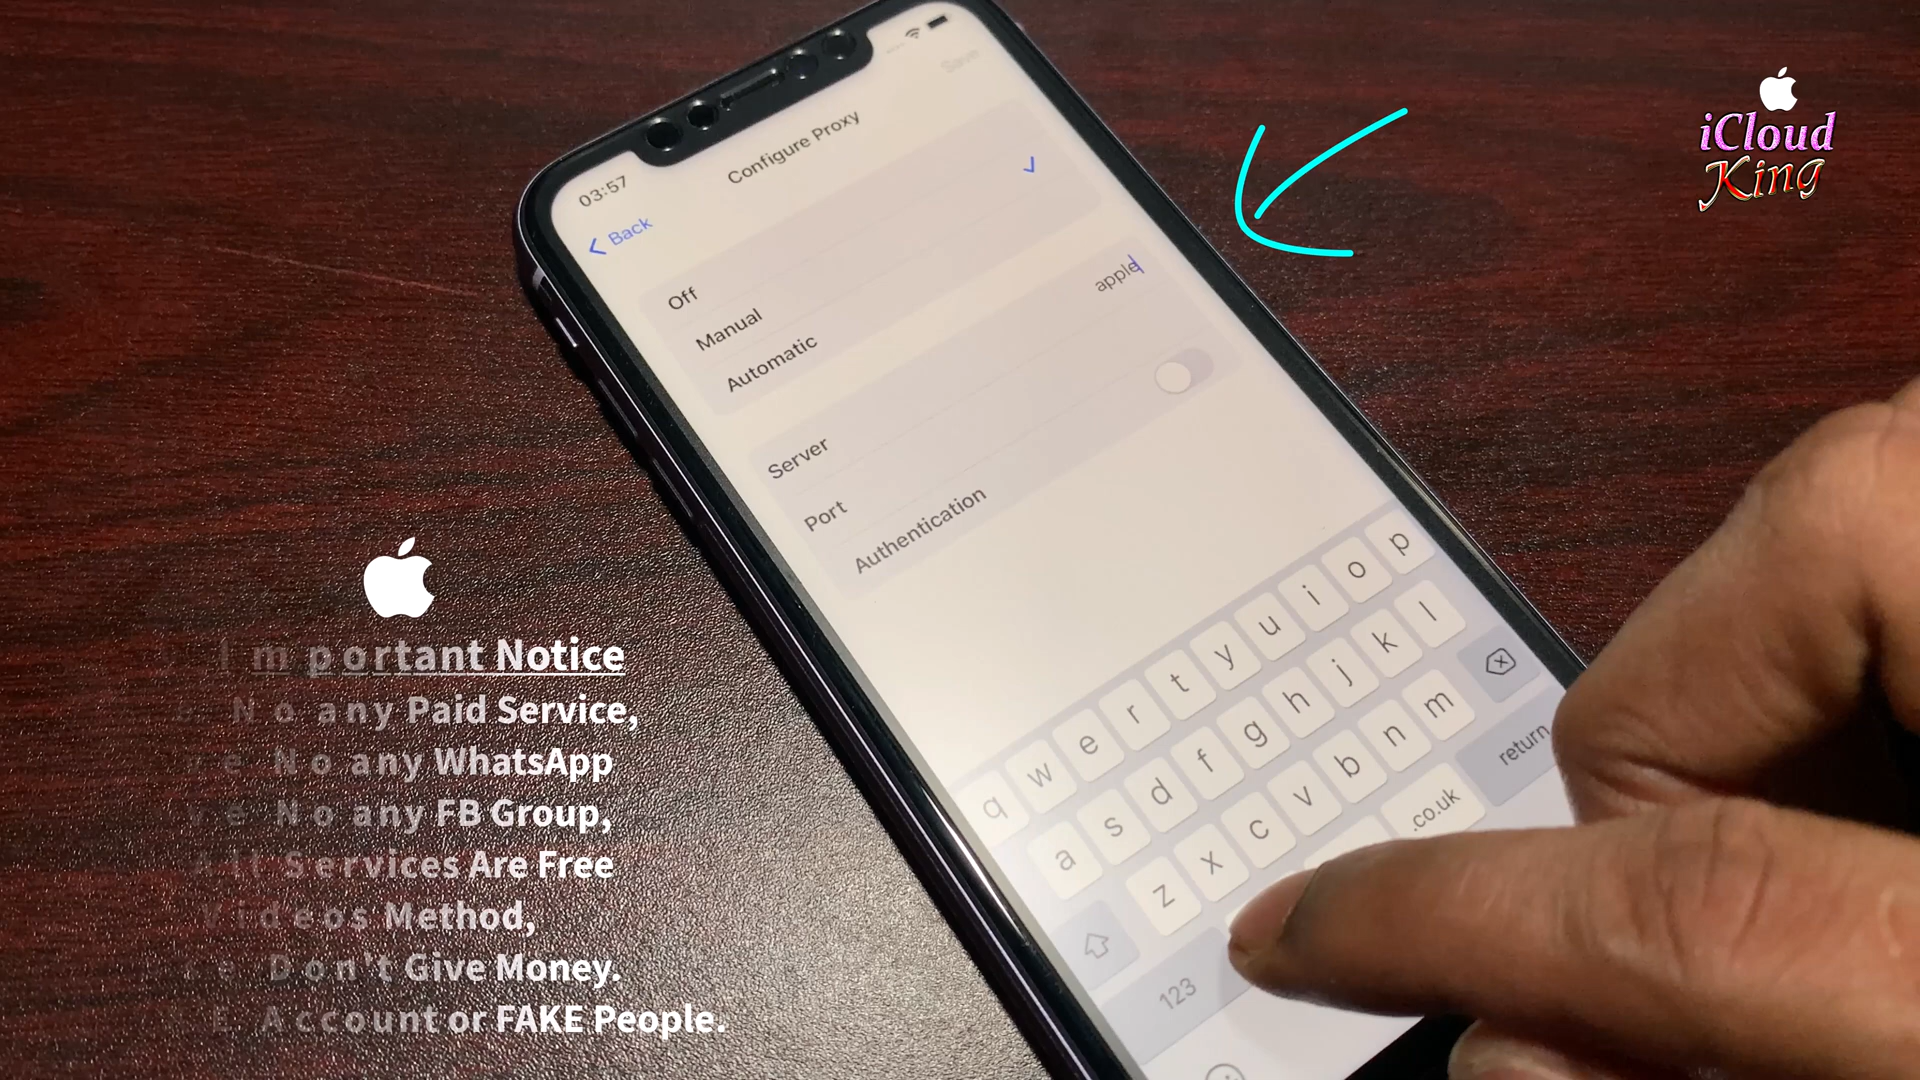 03:57
Back
Configure Proxy
Save
Off
Manual
Automatic
Server
apple
Port
Authentication
q w e r t y u i o p
a s d f g h j k l
z x c v b n m
123
.co.uk
return
iCloud
King
Important Notice
No any Paid Service,
No any WhatsApp
No any FB Group,
All Services Are Free
Videos Method,
Don't Give Money.
Account or FAKE People.